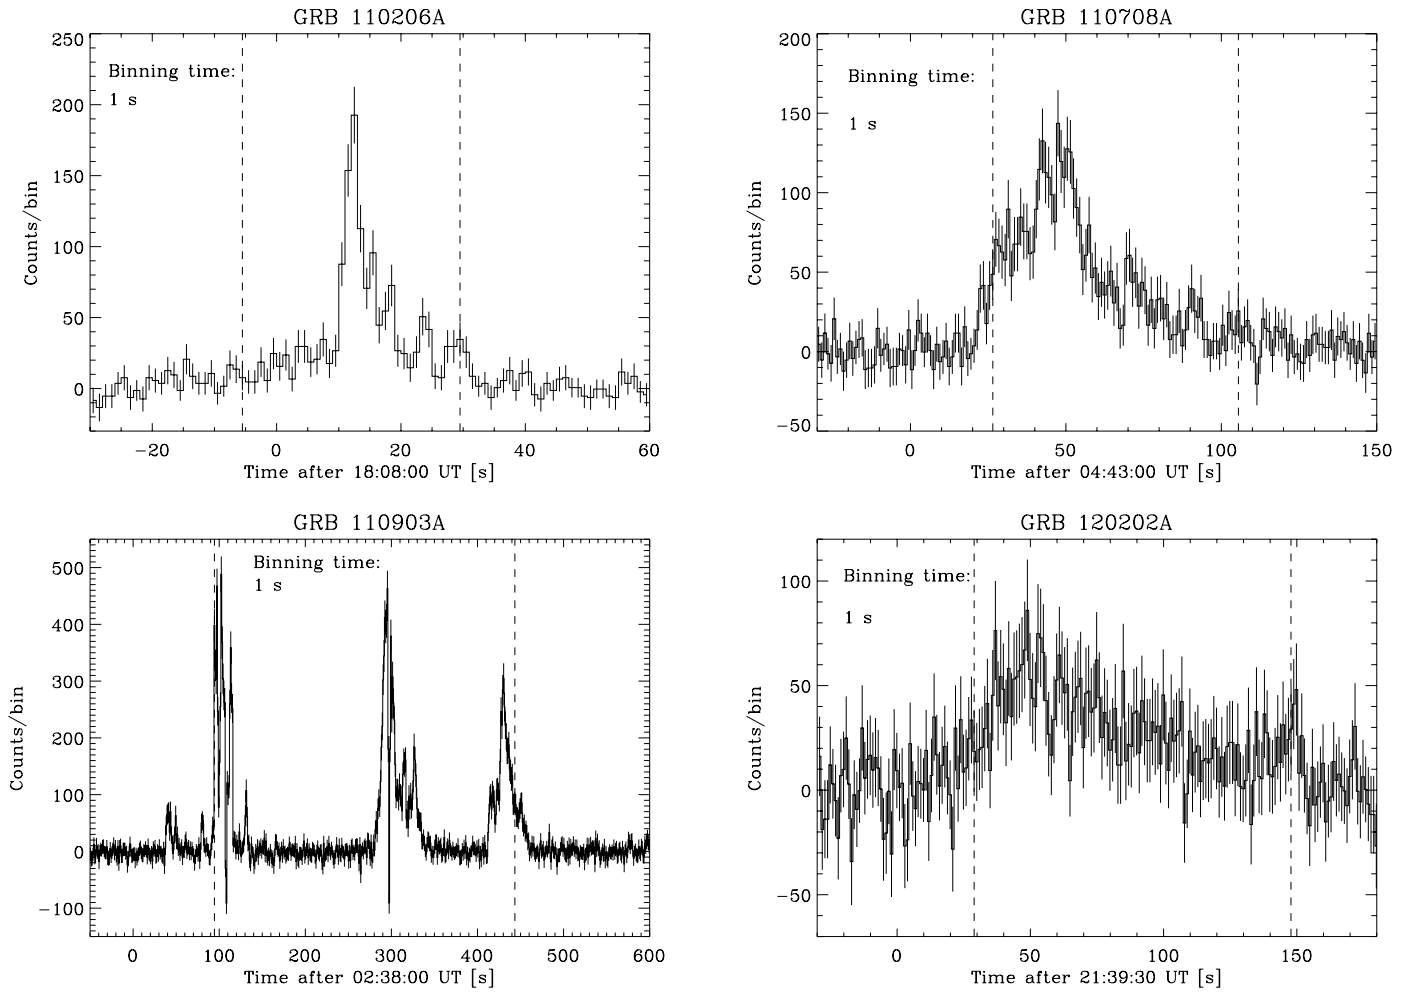 GRB 110206A
250
200
150
100
50
0
Counts/bin
Binning time:
1 s
−20 0 20 40 60
Time after 18:08:00 UT [s]
GRB 110708A
200
150
100
50
0
−50
Counts/bin
Binning time:
1 s
0 50 100 150
Time after 04:43:00 UT [s]
GRB 110903A
500
400
300
200
100
0
−100
Counts/bin
Binning time:
1 s
0 100 200 300 400 500 600
Time after 02:38:00 UT [s]
GRB 120202A
100
50
0
−50
Counts/bin
Binning time:
1 s
0 50 100 150
Time after 21:39:30 UT [s]